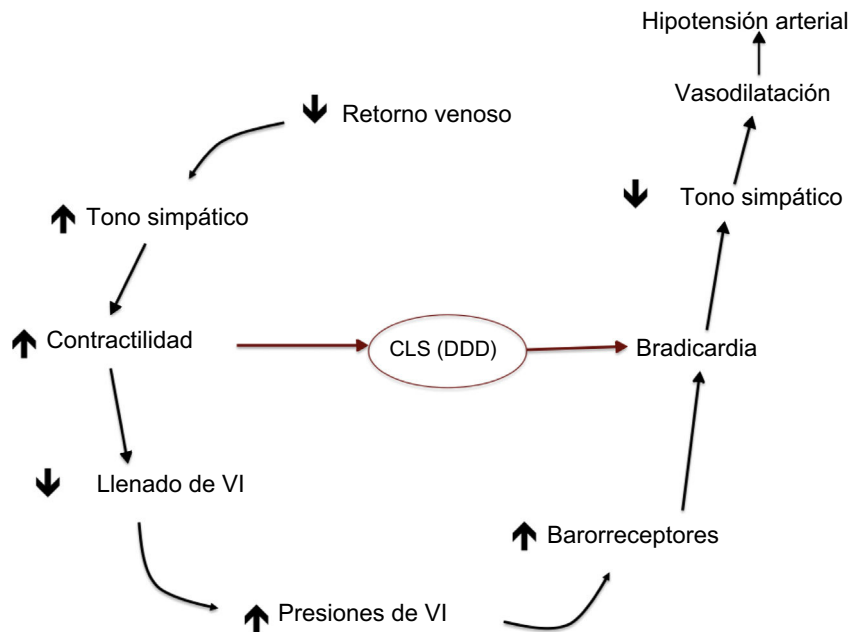 Hipotensión arterial
Vasodilatación
Retorno venoso
Tono simpático
Tono simpático
Contractilidad
CLS (DDD)
Bradicardia
Llenado de VI
Barorreceptores
Presiones de VI